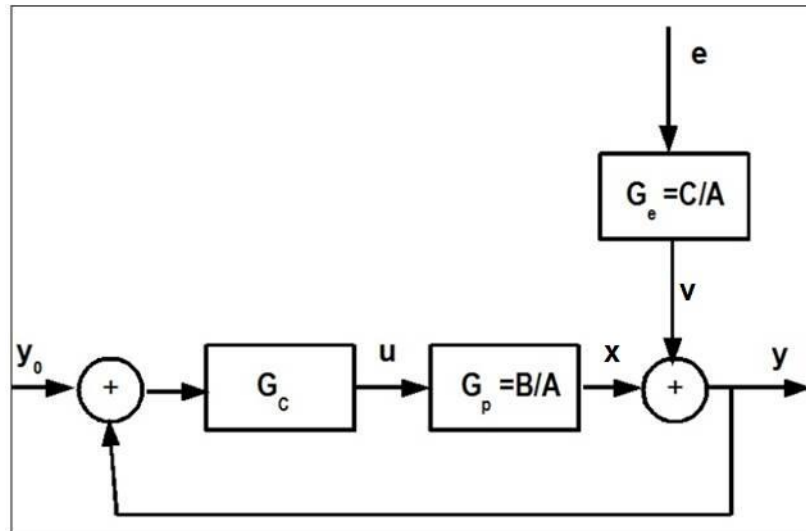 e
G_e =C/A
v
y_0
+
G_C
u
G_p =B/A
x
+
y